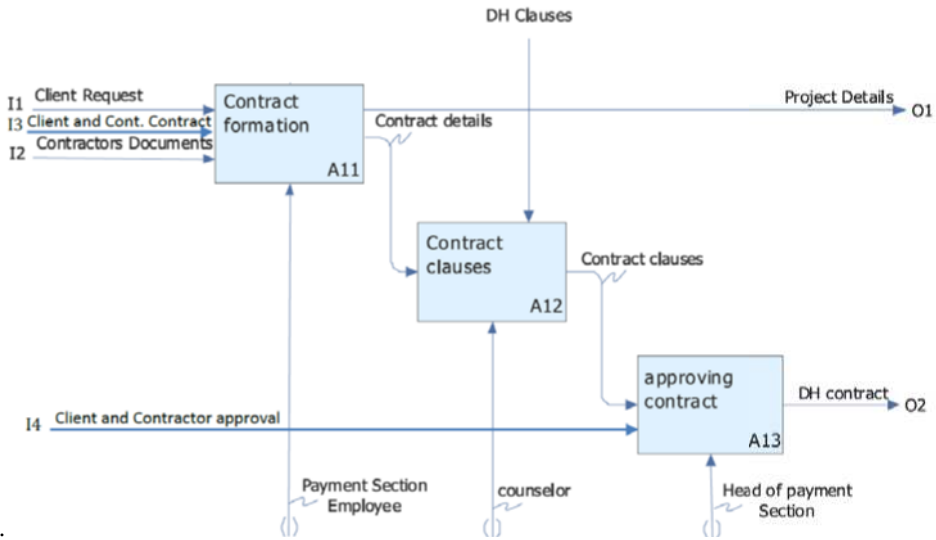 DH Clauses
I1 Client Request
Contract
formation
A11
Project Details O1
I3 Client and Cont. Contract
Contract details
I2 Contractors Documents
Contract
clauses
A12
Contract clauses
approving
contract
A13
DH contract O2
I4 Client and Contractor approval
Payment Section
Employee
counselor
Head of payment
Section
.